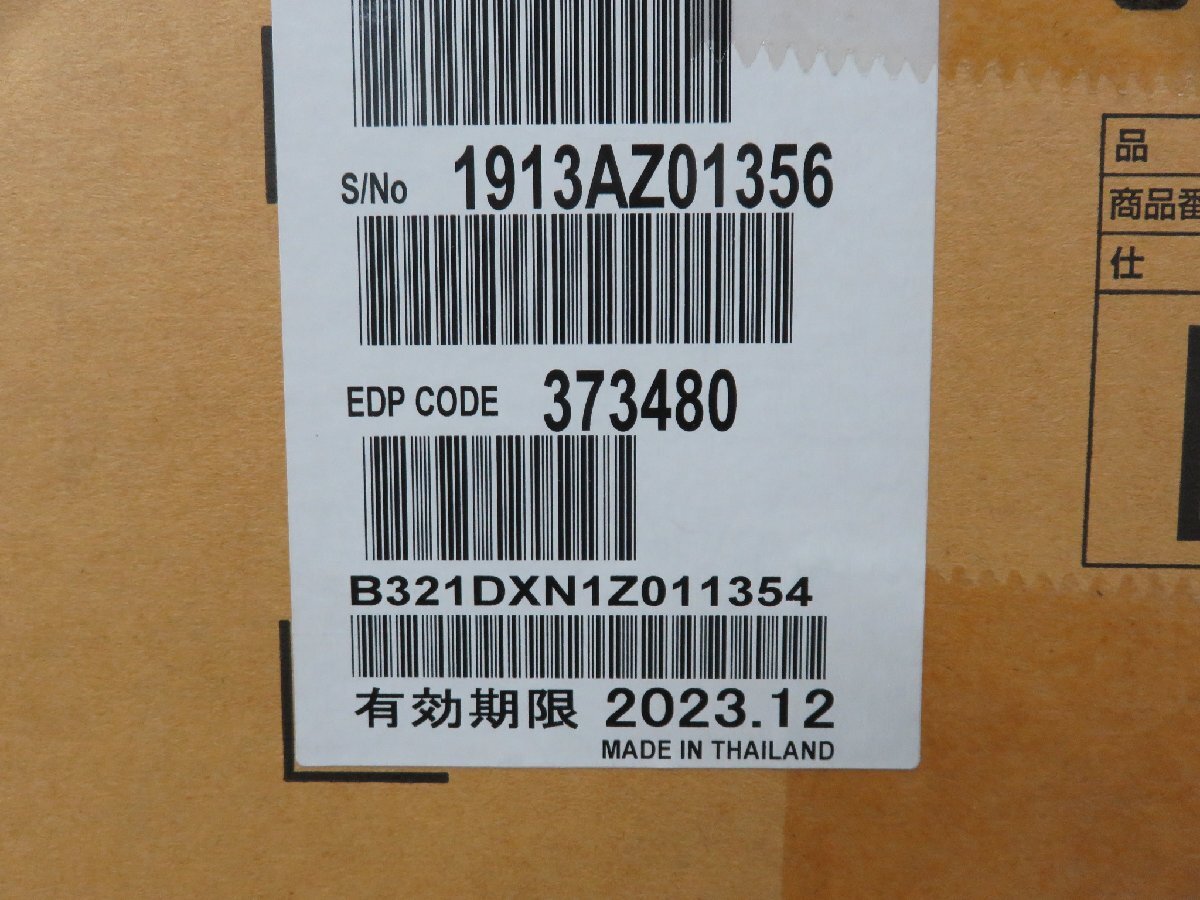 S/No 1913AZ01356
EDP CODE 373480
B321DXN1Z011354
有効期限 2023.12
MADE IN THAILAND
品
商品番
仕